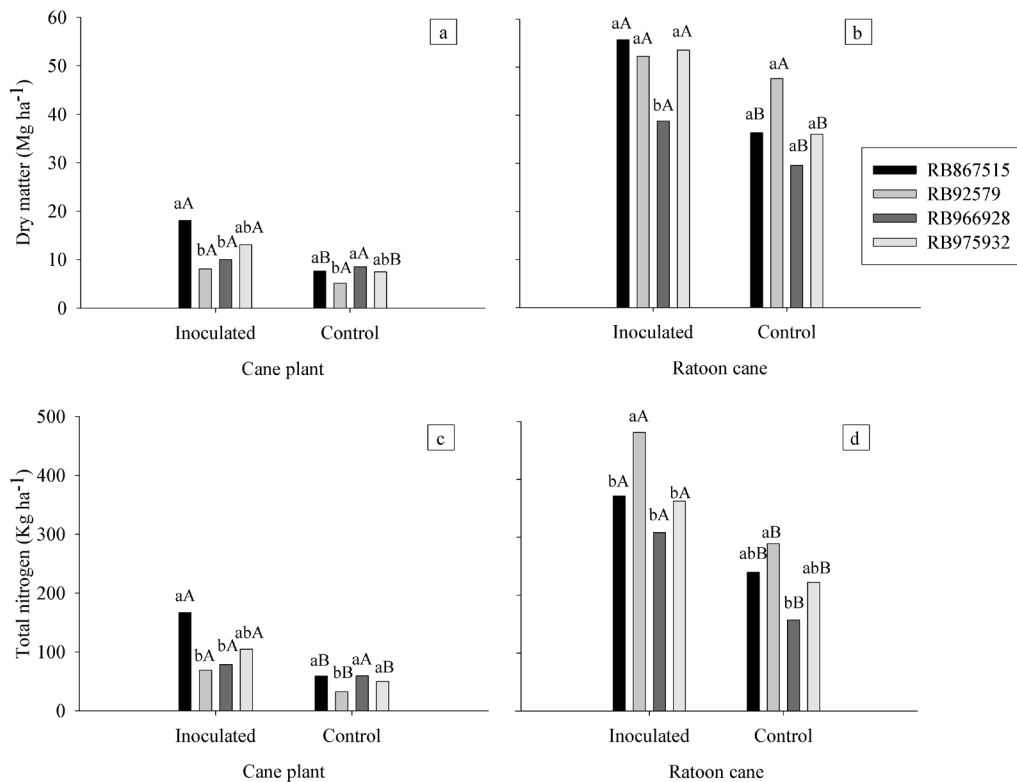 60
50
40
30
20
10
0
Dry matter (Mg ha-1)
a
aA
bA
bA
abA
aB
bA
aA
abB
Inoculated
Control
Cane plant
b
aA
aA
bA
aA
aB
aA
aB
aB
Inoculated
Control
Ratoon cane
RB867515
RB92579
RB966928
RB975932
500
400
300
200
100
0
Total nitrogen (Kg ha-1)
c
aA
bA
bA
abA
aB
bB
aA
aB
Inoculated
Control
Cane plant
d
bA
aA
bA
bA
abB
aB
bB
abB
Inoculated
Control
Ratoon cane